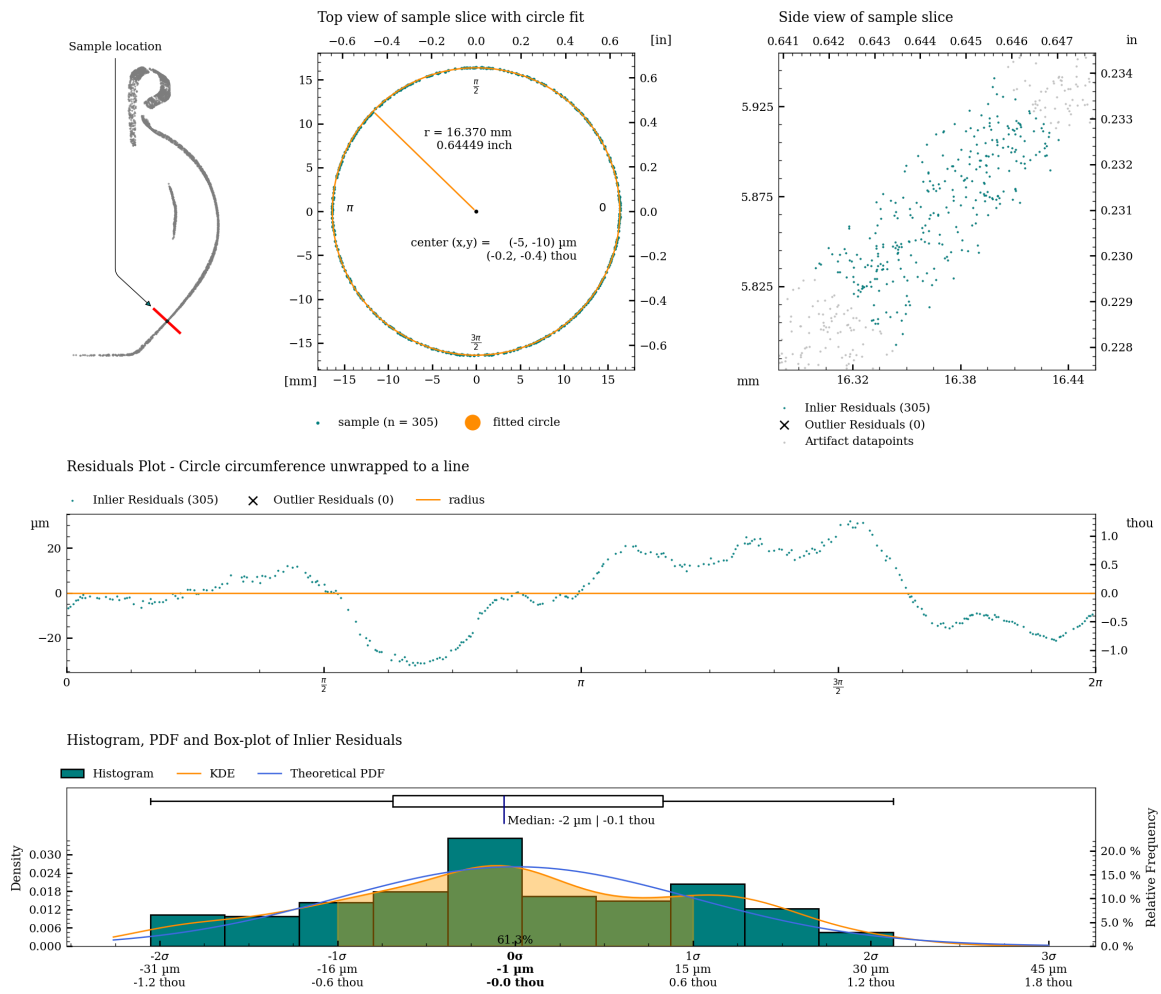 Sample location
Top view of sample slice with circle fit
−0.6 −0.4 −0.2 0.0 0.2 0.4 0.6 [in]
15
10
5
0
−5
−10
−15
0.6
0.4
0.2
0.0
−0.2
−0.4
−0.6
π/2
r = 16.370 mm
0.64449 inch
π
0
center (x,y) = (-5, -10) µm
(-0.2, -0.4) thou
3π/2
[mm] −15 −10 −5 0 5 10 15
sample (n = 305) fitted circle
Side view of sample slice
0.641 0.642 0.643 0.644 0.645 0.646 0.647 in
5.925
5.875
5.825
0.234
0.233
0.232
0.231
0.230
0.229
0.228
mm 16.32 16.38 16.44
Inlier Residuals (305)
Outlier Residuals (0)
Artifact datapoints
Residuals Plot - Circle circumference unwrapped to a line
Inlier Residuals (305) Outlier Residuals (0) radius
µm
20
0
−20
thou
1.0
0.5
0.0
−0.5
−1.0
0 π/2 π 3π/2 2π
Histogram, PDF and Box-plot of Inlier Residuals
Histogram KDE Theoretical PDF
Median: -2 µm | -0.1 thou
Density
0.030
0.024
0.018
0.012
0.006
0.000
Relative Frequency
20.0 %
15.0 %
10.0 %
5.0 %
0.0 %
61.3%
-2σ -1σ 0σ 1σ 2σ 3σ
-31 µm -16 µm -1 µm 15 µm 30 µm 45 µm
-1.2 thou -0.6 thou -0.0 thou 0.6 thou 1.2 thou 1.8 thou